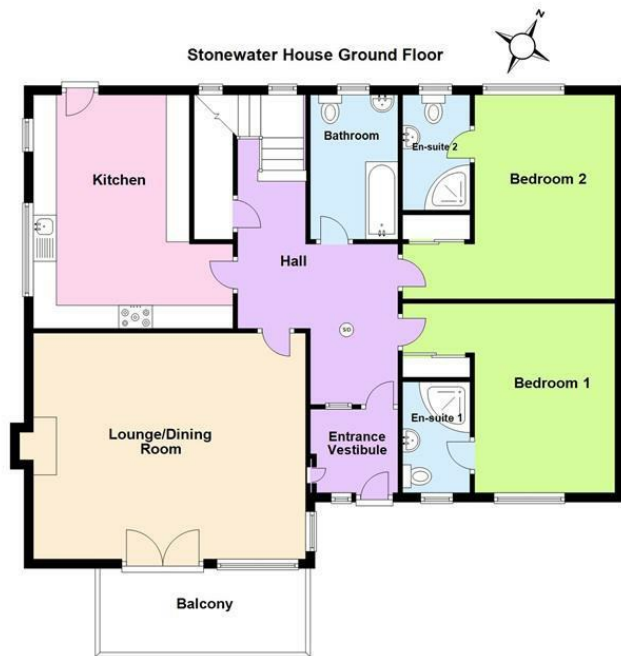 N
Stonewater House Ground Floor
Bathroom
En-suite 2
Kitchen
Bedroom 2
Hall
SD
Bedroom 1
En-suite 1
Lounge/Dining
Room
Entrance
Vestibule
Balcony